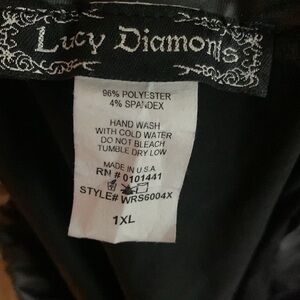 Lucy Diamonds
96% POLYESTER
4% SPANDEX
HAND WASH
WITH COLD WATER
DO NOT BLEACH
TUMBLE DRY LOW
MADE IN U.S.A.
RN # 0101441
STYLE# WRS6004X
1XL